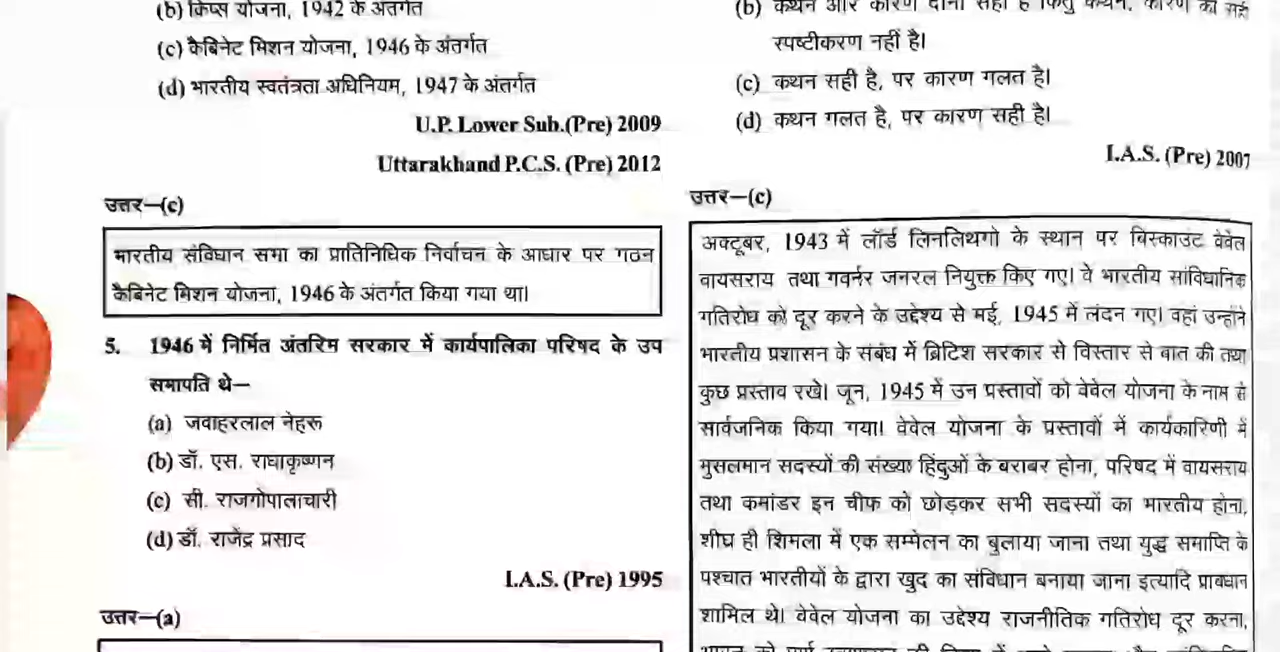 (b) क्रिप्स योजना, 1942 के अंतर्गत
(c) कैबिनेट मिशन योजना, 1946 के अंतर्गत
(d) भारतीय स्वतंत्रता अधिनियम, 1947 के अंतर्गत
U.P. Lower Sub.(Pre) 2009
Uttarakhand P.C.S. (Pre) 2012
उत्तर—(c)
भारतीय संविधान सभा का प्रातिनिधिक निर्वाचन के आधार पर गठन
कैबिनेट मिशन योजना, 1946 के अंतर्गत किया गया था।
5. 1946 में निर्मित अंतरिम सरकार में कार्यपालिका परिषद के उप
सभापति थे—
(a) जवाहरलाल नेहरू
(b) डॉ. एस. राधाकृष्णन
(c) सी. राजगोपालाचारी
(d) डॉ. राजेंद्र प्रसाद
I.A.S. (Pre) 1995
उत्तर—(a)
(b) कथन और कारण दोनों सही हैं किंतु कथन, कारण का सही
स्पष्टीकरण नहीं है।
(c) कथन सही है, पर कारण गलत है।
(d) कथन गलत है, पर कारण सही है।
I.A.S. (Pre) 2007
उत्तर—(c)
अक्टूबर, 1943 में लॉर्ड लिनलिथगो के स्थान पर विस्काउंट वेवेल
वायसराय तथा गवर्नर जनरल नियुक्त किए गए। वे भारतीय सांविधानिक
गतिरोध को दूर करने के उद्देश्य से मई, 1945 में लंदन गए। वहां उन्होंने
भारतीय प्रशासन के संबंध में ब्रिटिश सरकार से विस्तार से बात की तथा
कुछ प्रस्ताव रखे। जून, 1945 में उन प्रस्तावों को वेवेल योजना के नाम से
सार्वजनिक किया गया। वेवेल योजना के प्रस्तावों में कार्यकारिणी में
मुसलमान सदस्यों की संख्या हिंदुओं के बराबर होना, परिषद में वायसराय
तथा कमांडर इन चीफ को छोड़कर सभी सदस्यों का भारतीय होना,
शीघ्र ही शिमला में एक सम्मेलन का बुलाया जाना तथा युद्ध समाप्ति के
पश्चात भारतीयों के द्वारा खुद का संविधान बनाया जाना इत्यादि प्रावधान
शामिल थे। वेवेल योजना का उद्देश्य राजनीतिक गतिरोध दूर करना,